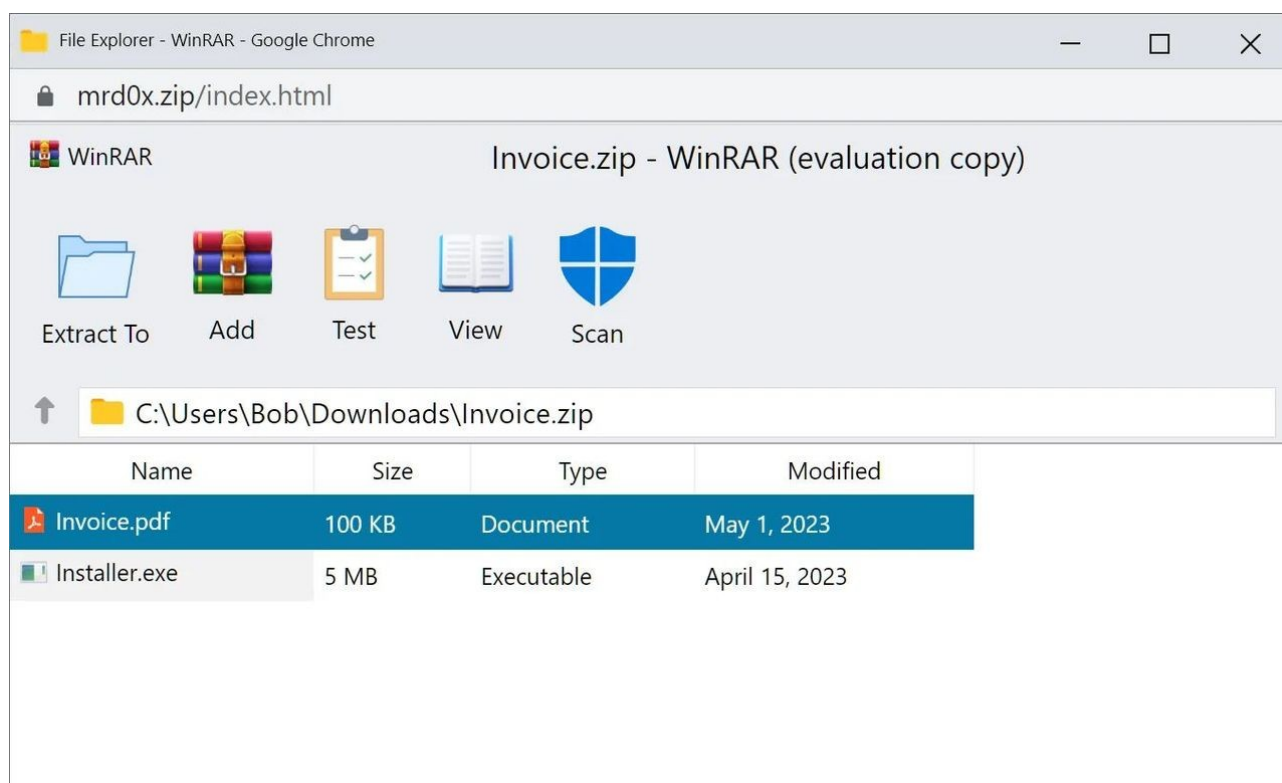 File Explorer - WinRAR - Google Chrome
mrd0x.zip/index.html
WinRAR
Invoice.zip - WinRAR (evaluation copy)
Extract To Add Test View Scan
C:\Users\Bob\Downloads\Invoice.zip
Name Size Type Modified
Invoice.pdf 100 KB Document May 1, 2023
Installer.exe 5 MB Executable April 15, 2023